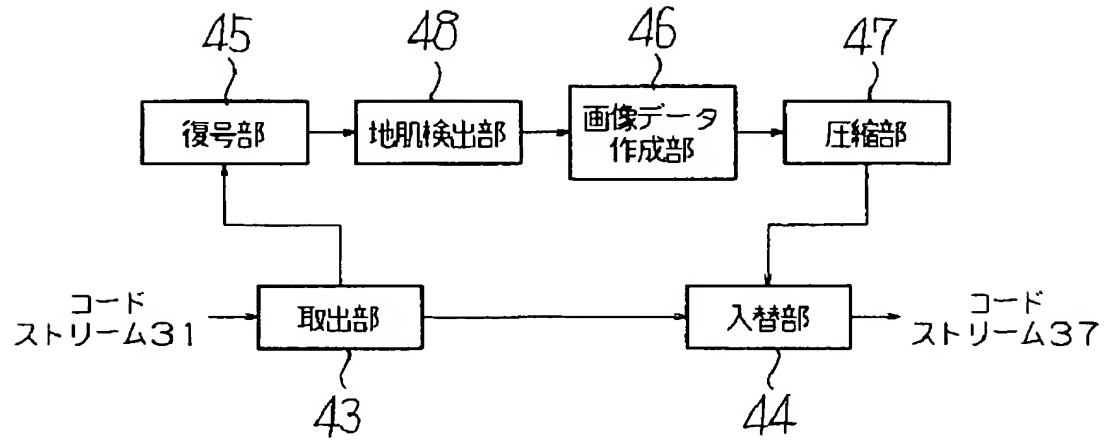 45
48
46
47
復号部
地肌検出部
画像データ
作成部
圧縮部
コード
ストリーム31
取出部
入替部
コード
ストリーム37
43
44